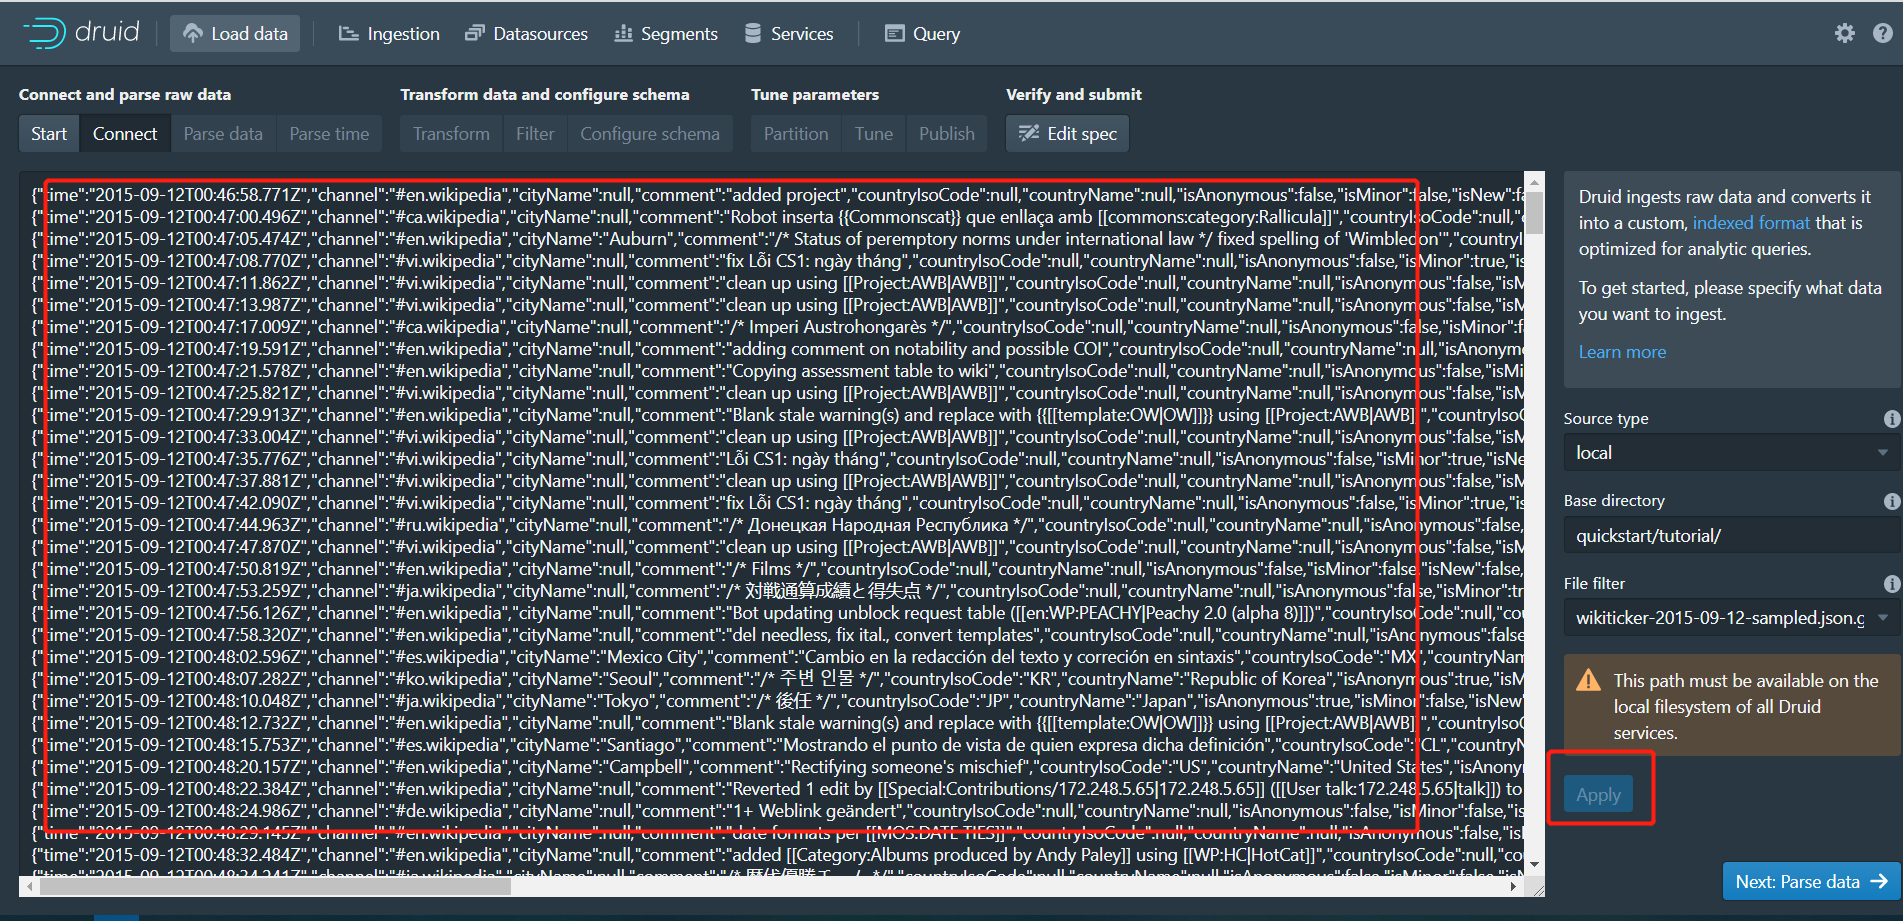 druid
Load data
Ingestion
Datasources
Segments
Services
Query
Connect and parse raw data
Transform data and configure schema
Tune parameters
Verify and submit
Start
Connect
Parse data
Parse time
Transform
Filter
Configure schema
Partition
Tune
Publish
Edit spec
{"time":"2015-09-12T00:46:58.771Z","channel":"#en.wikipedia","cityName":null,"comment":"added project","countryIsoCode":null,"countryName":null,"isAnonymous":false,"isMinor":false,"isNew":fa
{"time":"2015-09-12T00:47:00.496Z","channel":"#ca.wikipedia","cityName":null,"comment":"Robot inserta {{Commonscat}} que enllaça amb [[commons:category:Rallicula]]","countryIsoCode":null,"
{"time":"2015-09-12T00:47:05.474Z","channel":"#en.wikipedia","cityName":"Auburn","comment":"/* Status of peremptory norms under international law */ fixed spelling of 'Wimbledon'","countryI
{"time":"2015-09-12T00:47:08.770Z","channel":"#vi.wikipedia","cityName":null,"comment":"fix Lỗi CS1: ngày tháng","countryIsoCode":null,"countryName":null,"isAnonymous":false,"isMinor":true,"is
{"time":"2015-09-12T00:47:11.862Z","channel":"#vi.wikipedia","cityName":null,"comment":"clean up using [[Project:AWB|AWB]]","countryIsoCode":null,"countryName":null,"isAnonymous":false,"isM
{"time":"2015-09-12T00:47:13.987Z","channel":"#vi.wikipedia","cityName":null,"comment":"clean up using [[Project:AWB|AWB]]","countryIsoCode":null,"countryName":null,"isAnonymous":false,"isM
{"time":"2015-09-12T00:47:17.009Z","channel":"#ca.wikipedia","cityName":null,"comment":"/* Imperi Austrohongarès */","countryIsoCode":null,"countryName":null,"isAnonymous":false,"isMinor":f
{"time":"2015-09-12T00:47:19.591Z","channel":"#en.wikipedia","cityName":null,"comment":"adding comment on notability and possible COI","countryIsoCode":null,"countryName":null,"isAnonym
{"time":"2015-09-12T00:47:21.578Z","channel":"#en.wikipedia","cityName":null,"comment":"Copying assessment table to wiki","countryIsoCode":null,"countryName":null,"isAnonymous":false,"isMi
{"time":"2015-09-12T00:47:25.821Z","channel":"#vi.wikipedia","cityName":null,"comment":"clean up using [[Project:AWB|AWB]]","countryIsoCode":null,"countryName":null,"isAnonymous":false,"isM
{"time":"2015-09-12T00:47:29.913Z","channel":"#en.wikipedia","cityName":null,"comment":"Blank stale warning(s) and replace with {{[[template:OW|OW]]}} using [[Project:AWB|AWB]]","countryIsoC
{"time":"2015-09-12T00:47:33.004Z","channel":"#vi.wikipedia","cityName":null,"comment":"clean up using [[Project:AWB|AWB]]","countryIsoCode":null,"countryName":null,"isAnonymous":false,"isM
{"time":"2015-09-12T00:47:35.776Z","channel":"#vi.wikipedia","cityName":null,"comment":"Lỗi CS1: ngày tháng","countryIsoCode":null,"countryName":null,"isAnonymous":false,"isMinor":true,"isNe
{"time":"2015-09-12T00:47:37.881Z","channel":"#vi.wikipedia","cityName":null,"comment":"clean up using [[Project:AWB|AWB]]","countryIsoCode":null,"countryName":null,"isAnonymous":false,"isM
{"time":"2015-09-12T00:47:42.090Z","channel":"#vi.wikipedia","cityName":null,"comment":"fix Lỗi CS1: ngày tháng","countryIsoCode":null,"countryName":null,"isAnonymous":false,"isMinor":true,"is
{"time":"2015-09-12T00:47:44.963Z","channel":"#ru.wikipedia","cityName":null,"comment":"/* Донецкая Народная Республика */","countryIsoCode":null,"countryName":null,"isAnonymous":false,
{"time":"2015-09-12T00:47:47.870Z","channel":"#vi.wikipedia","cityName":null,"comment":"clean up using [[Project:AWB|AWB]]","countryIsoCode":null,"countryName":null,"isAnonymous":false,"isM
{"time":"2015-09-12T00:47:50.819Z","channel":"#en.wikipedia","cityName":null,"comment":"/* Films */","countryIsoCode":null,"countryName":null,"isAnonymous":false,"isMinor":false,"isNew":false,
{"time":"2015-09-12T00:47:53.259Z","channel":"#ja.wikipedia","cityName":null,"comment":"/* 対戦通算成績と得失点 */","countryIsoCode":null,"countryName":null,"isAnonymous":false,"isMinor":tr
{"time":"2015-09-12T00:47:56.126Z","channel":"#en.wikipedia","cityName":null,"comment":"Bot updating unblock request table ([[en:WP:PEACHY|Peachy 2.0 (alpha 8)]])","countryIsoCode":null,"cou
{"time":"2015-09-12T00:47:58.320Z","channel":"#en.wikipedia","cityName":null,"comment":"del needless, fix ital., convert templates","countryIsoCode":null,"countryName":null,"isAnonymous":false
{"time":"2015-09-12T00:48:02.596Z","channel":"#es.wikipedia","cityName":"Mexico City","comment":"Cambio en la redacción del texto y correción en sintaxis","countryIsoCode":"MX","countryNam
{"time":"2015-09-12T00:48:07.282Z","channel":"#ko.wikipedia","cityName":"Seoul","comment":"/* 주변 인물 */","countryIsoCode":"KR","countryName":"Republic of Korea","isAnonymous":true,"isM
{"time":"2015-09-12T00:48:10.048Z","channel":"#ja.wikipedia","cityName":"Tokyo","comment":"/* 後任 */","countryIsoCode":"JP","countryName":"Japan","isAnonymous":true,"isMinor":false,"isNew"
{"time":"2015-09-12T00:48:12.732Z","channel":"#en.wikipedia","cityName":null,"comment":"Blank stale warning(s) and replace with {{[[template:OW|OW]]}} using [[Project:AWB|AWB]]","countryIsoC
{"time":"2015-09-12T00:48:15.753Z","channel":"#es.wikipedia","cityName":"Santiago","comment":"Mostrando el punto de vista de quien expresa dicha definición","countryIsoCode":"CL","countryN
{"time":"2015-09-12T00:48:20.157Z","channel":"#en.wikipedia","cityName":"Campbell","comment":"Rectifying someone's mischief","countryIsoCode":"US","countryName":"United States","isAnony
{"time":"2015-09-12T00:48:22.384Z","channel":"#en.wikipedia","cityName":null,"comment":"Reverted 1 edit by [[Special:Contributions/172.248.5.65|172.248.5.65]] ([[User talk:172.248.5.65|talk]]) to
{"time":"2015-09-12T00:48:24.986Z","channel":"#de.wikipedia","cityName":null,"comment":"1+ Weblink geändert","countryIsoCode":null,"countryName":null,"isAnonymous":false,"isMinor":false,"is
{"time":"2015-09-12T00:48:29.145Z","channel":"#en.wikipedia","cityName":null,"comment":"date formats per [[MOS:DATETIES]]","countryIsoCode":null,"countryName":null,"isAnonymous":false,"is
{"time":"2015-09-12T00:48:32.484Z","channel":"#en.wikipedia","cityName":null,"comment":"added [[Category:Albums produced by Andy Paley]] using [[WP:HC|HotCat]]","countryIsoCode":null,"co
{"time":"2015-09-12T00:48:34.241Z","channel":"#ja.wikipedia","cityName":null,"comment":"/*
Druid ingests raw data and converts it
into a custom, indexed format that is
optimized for analytic queries.
To get started, please specify what data
you want to ingest.
Learn more
Source type
local
Base directory
quickstart/tutorial/
File filter
wikiticker-2015-09-12-sampled.json.g
This path must be available on the
local filesystem of all Druid
services.
Apply
Next: Parse data